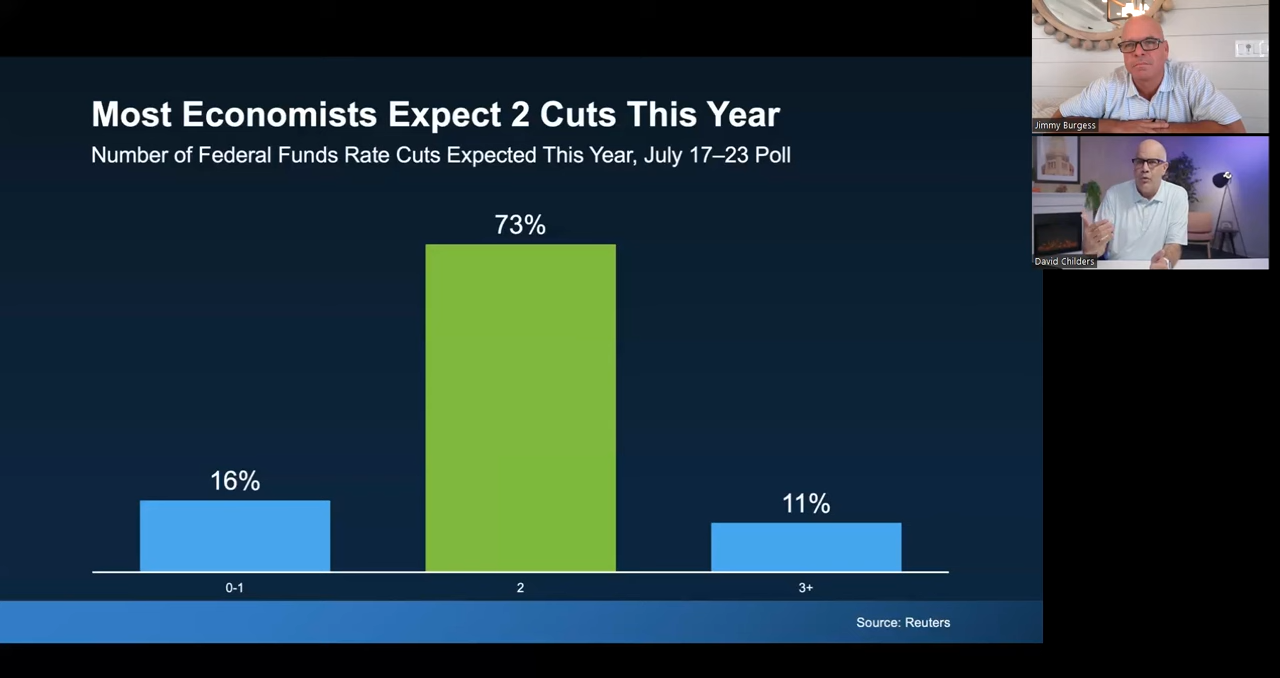 Most Economists Expect 2 Cuts This Year
Number of Federal Funds Rate Cuts Expected This Year, July 17–23 Poll
73%
16%
11%
0-1
2
3+
Source: Reuters
Jimmy Burgess
David Childers